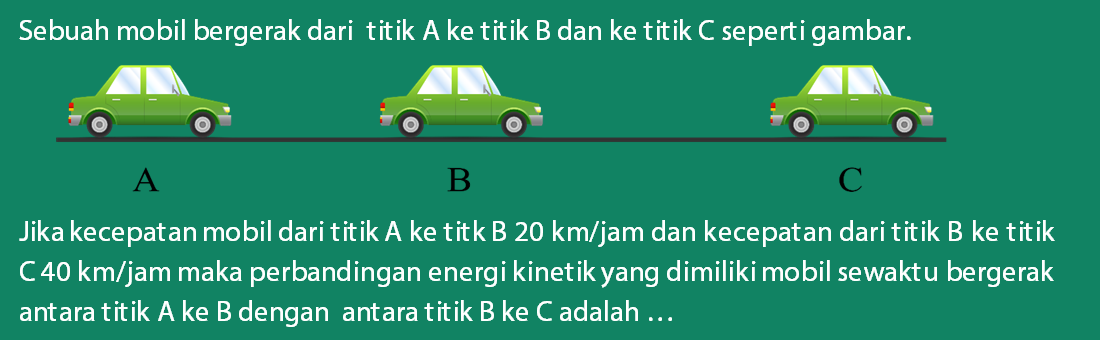 Sebuah mobil bergerak dari titik A ke titik B dan ke titik C seperti gambar.
A B C
Jika kecepatan mobil dari titik A ke titk B 20 km/jam dan kecepatan dari titik B ke titik
C 40 km/jam maka perbandingan energi kinetik yang dimiliki mobil sewaktu bergerak
antara titik A ke B dengan antara titik B ke C adalah ...